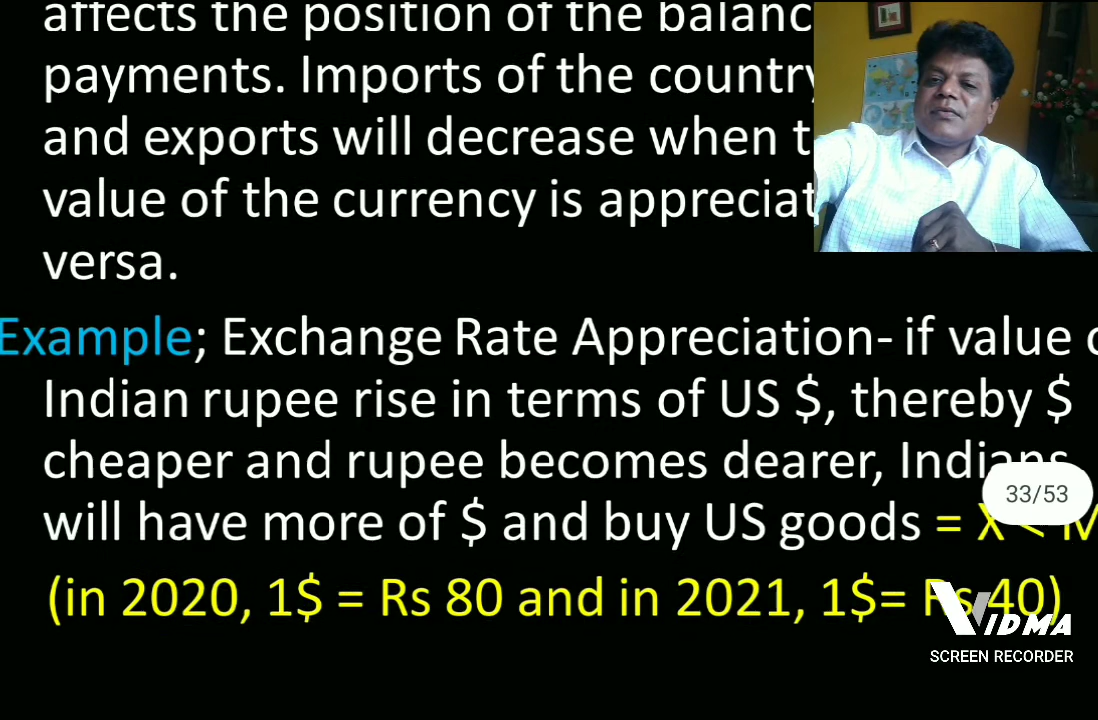 affects the position of the balanc
payments. Imports of the country
and exports will decrease when t
value of the currency is appreciat
versa.
Example; Exchange Rate Appreciation- if value o
Indian rupee rise in terms of US $, thereby $
cheaper and rupee becomes dearer, Indians
will have more of $ and buy US goods = X < M
(in 2020, 1$ = Rs 80 and in 2021, 1$= Rs 40)
33/53
VIDMA
SCREEN RECORDER